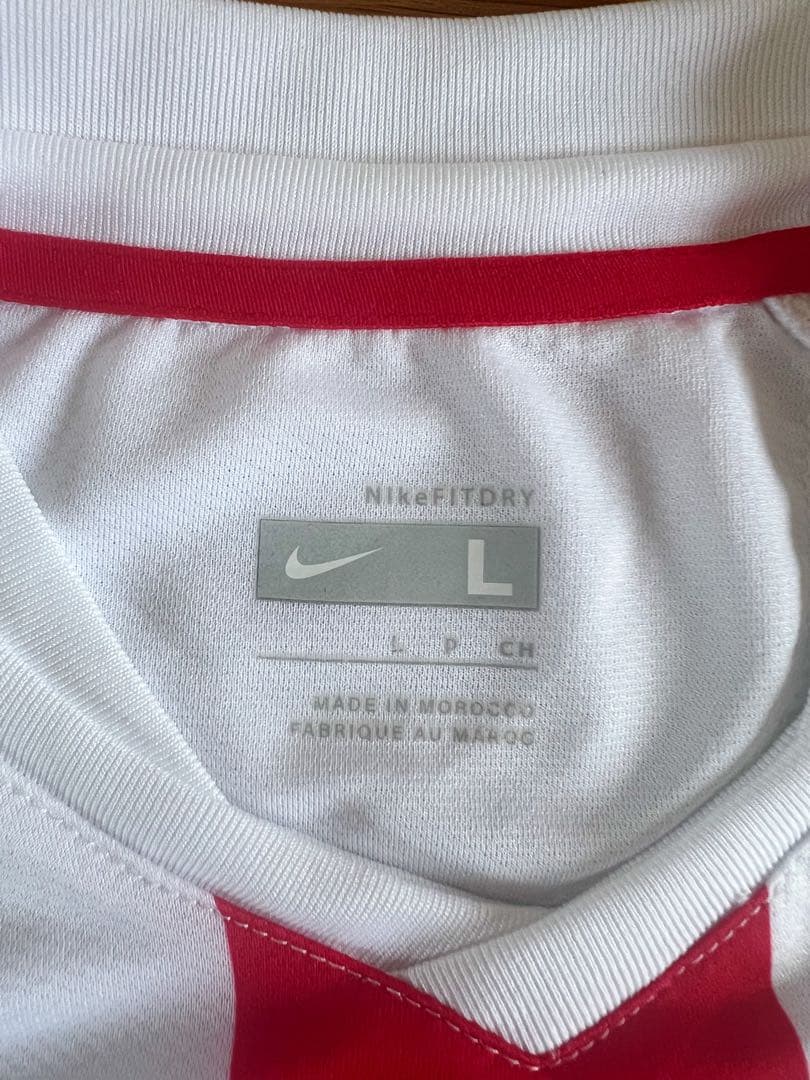 NIkeFITDRY
L
L P CH
MADE IN MOROCCO
FABRIQUE AU MAROC